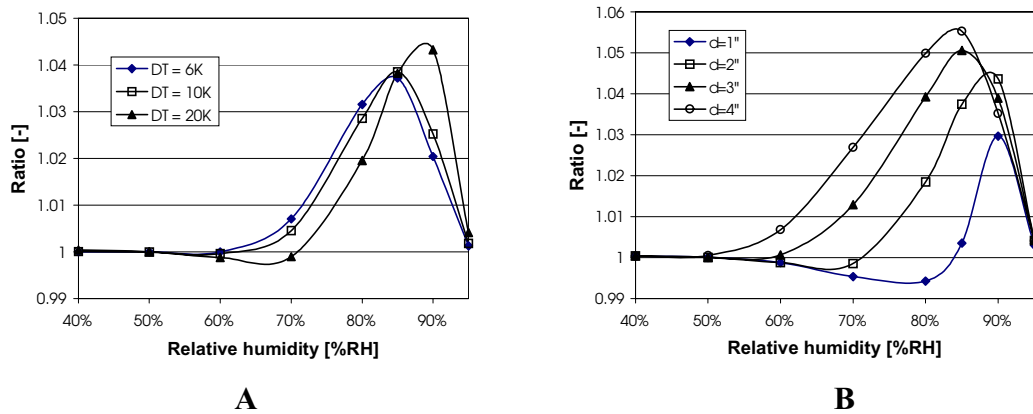 1.05
1.04
1.03
1.02
1.01
1
0.99
Ratio [-]
DT = 6K
DT = 10K
DT = 20K
40% 50% 60% 70% 80% 90%
Relative humidity [%RH]
A
1.06
1.05
1.04
1.03
1.02
1.01
1.00
0.99
Ratio [-]
d=1"
d=2"
d=3"
d=4"
40% 50% 60% 70% 80% 90%
Relative humidity [%RH]
B